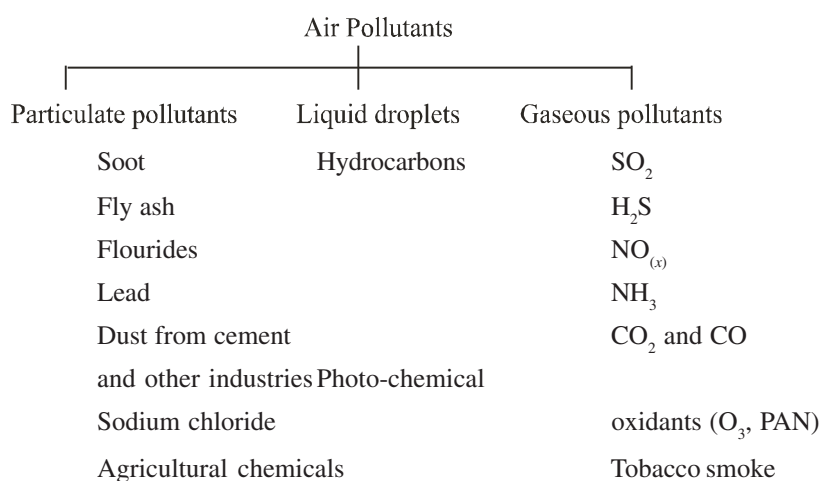 Air Pollutants
Particulate pollutants Liquid droplets Gaseous pollutants
Soot Hydrocarbons SO₂
Fly ash H₂S
Flourides NO₍ₓ₎
Lead NH₃
Dust from cement CO₂ and CO
and other industries Photo-chemical
Sodium chloride oxidants (O₃, PAN)
Agricultural chemicals Tobacco smoke